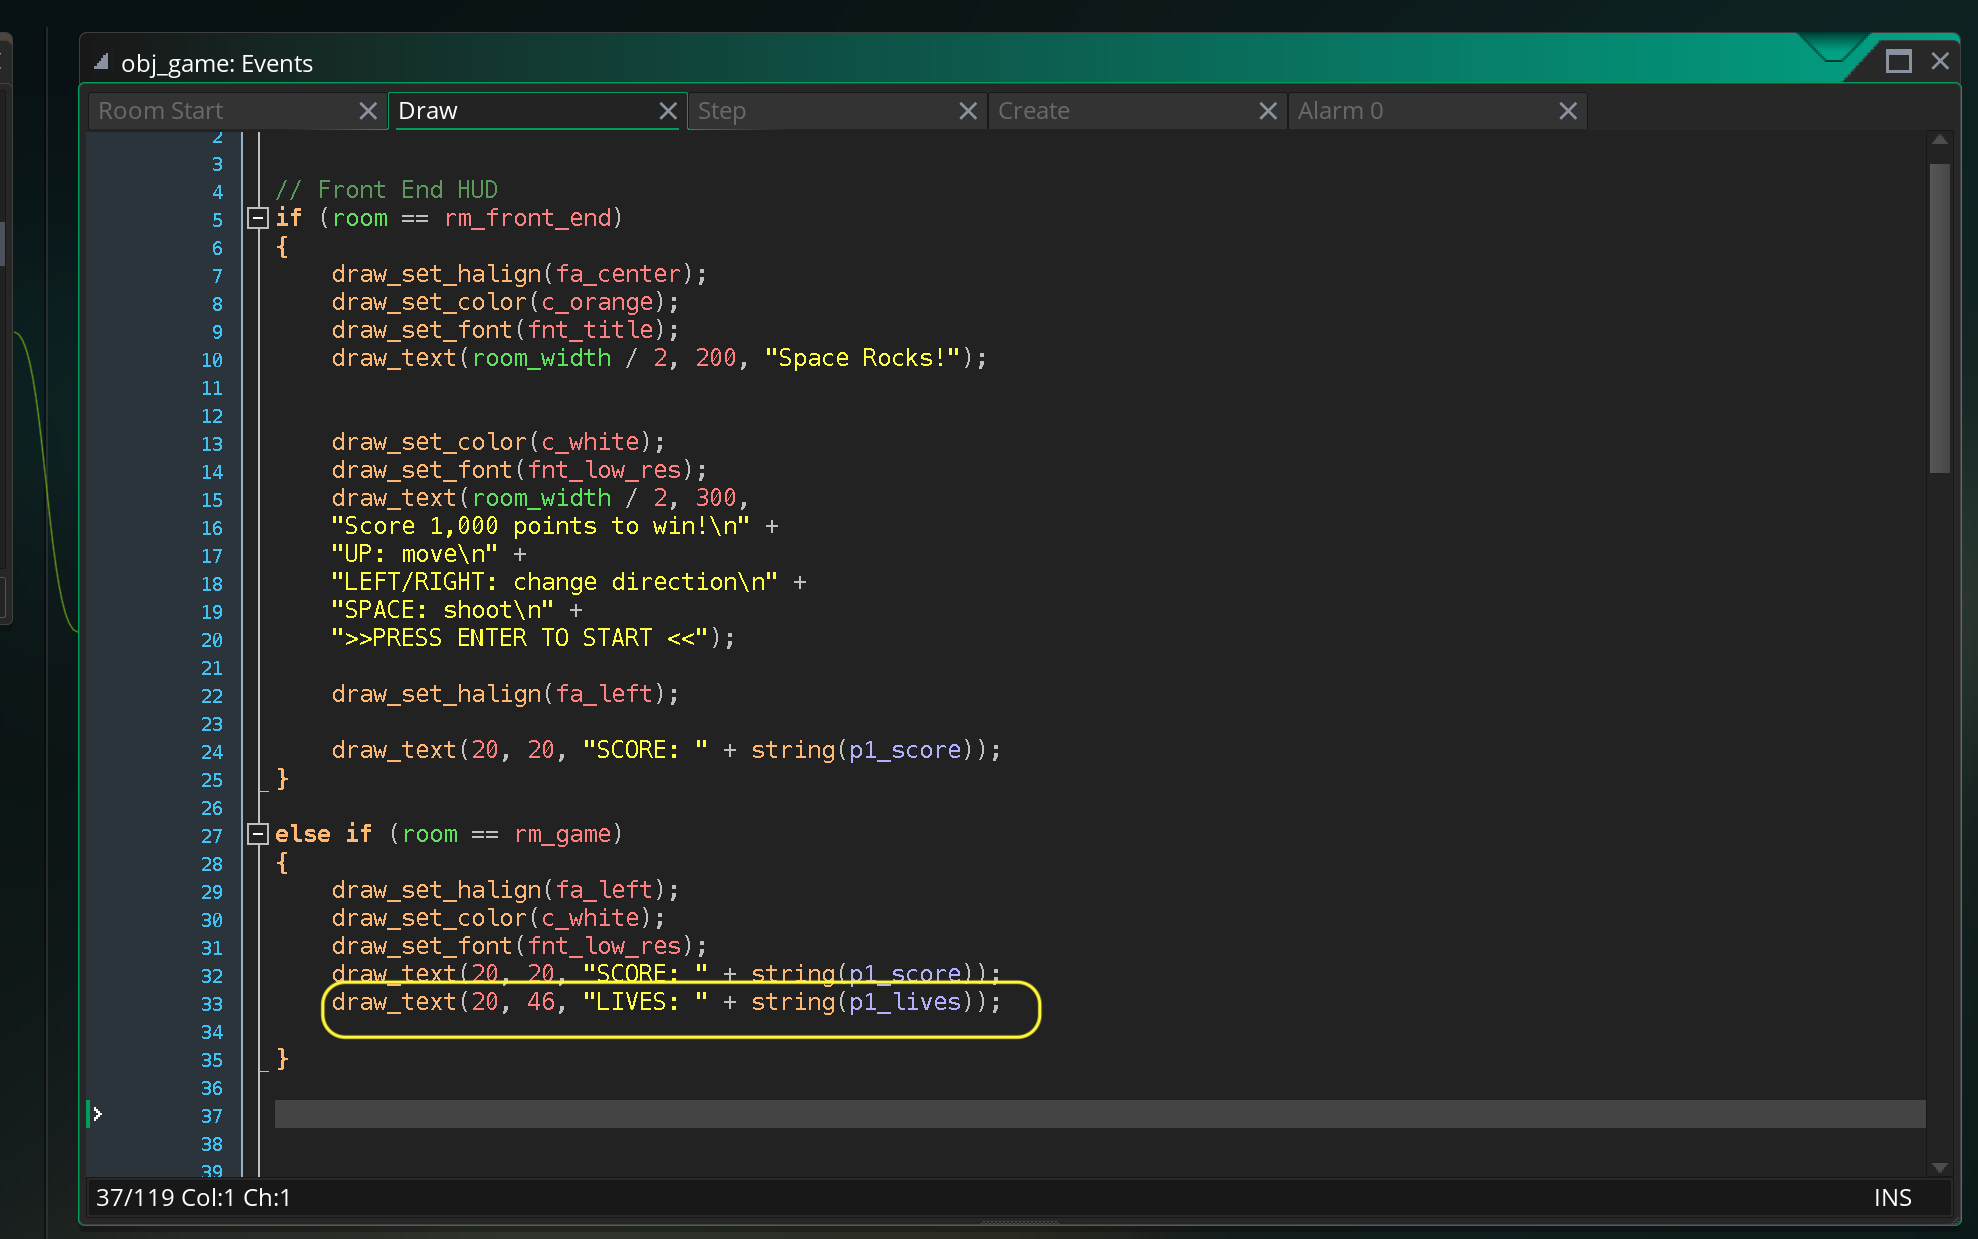 obj_game: Events
Room Start Draw Step Create Alarm 0
2
3
4 // Front End HUD
5 if (room == rm_front_end)
6 {
7 draw_set_halign(fa_center);
8 draw_set_color(c_orange);
9 draw_set_font(fnt_title);
10 draw_text(room_width / 2, 200, "Space Rocks!");
11
12
13 draw_set_color(c_white);
14 draw_set_font(fnt_low_res);
15 draw_text(room_width / 2, 300,
16 "Score 1,000 points to win!\n" +
17 "UP: move\n" +
18 "LEFT/RIGHT: change direction\n" +
19 "SPACE: shoot\n" +
20 ">>PRESS ENTER TO START <<");
21
22 draw_set_halign(fa_left);
23
24 draw_text(20, 20, "SCORE: " + string(p1_score));
25 }
26
27 else if (room == rm_game)
28 {
29 draw_set_halign(fa_left);
30 draw_set_color(c_white);
31 draw_set_font(fnt_low_res);
32 draw_text(20, 20, "SCORE: " + string(p1_score));
33 draw_text(20, 46, "LIVES: " + string(p1_lives));
34
35 }
36
37
38
39
37/119 Col:1 Ch:1 INS